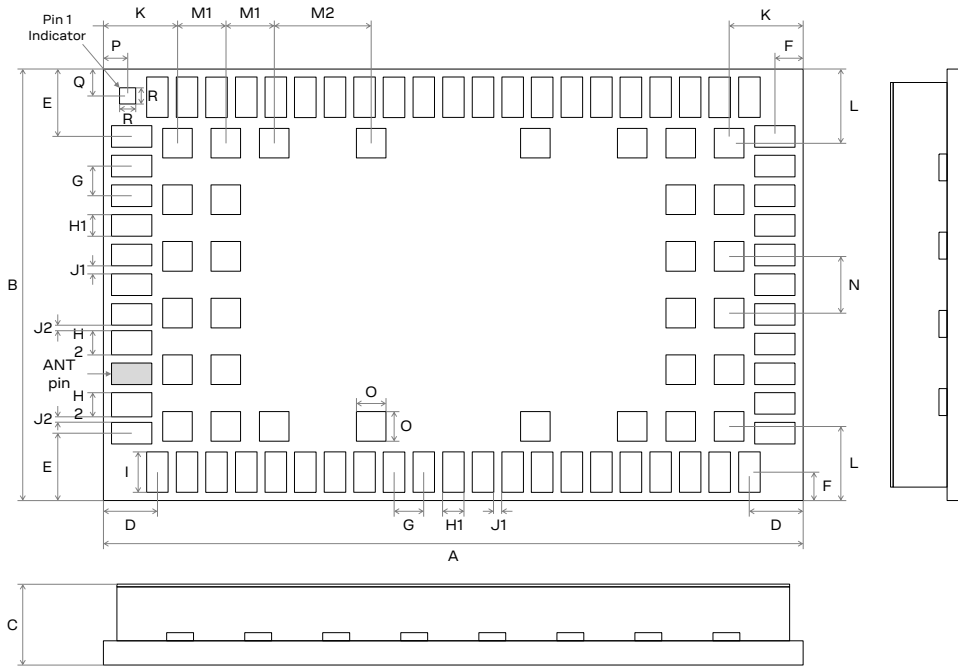 K M1 M1 M2 K
Pin 1
Indicator
P F
Q
E R L
R
G
H1
J1 N
B
J2 H
2
ANT
pin O
H
2 O
J2
E I L
F
D G H1 J1 D
A
C